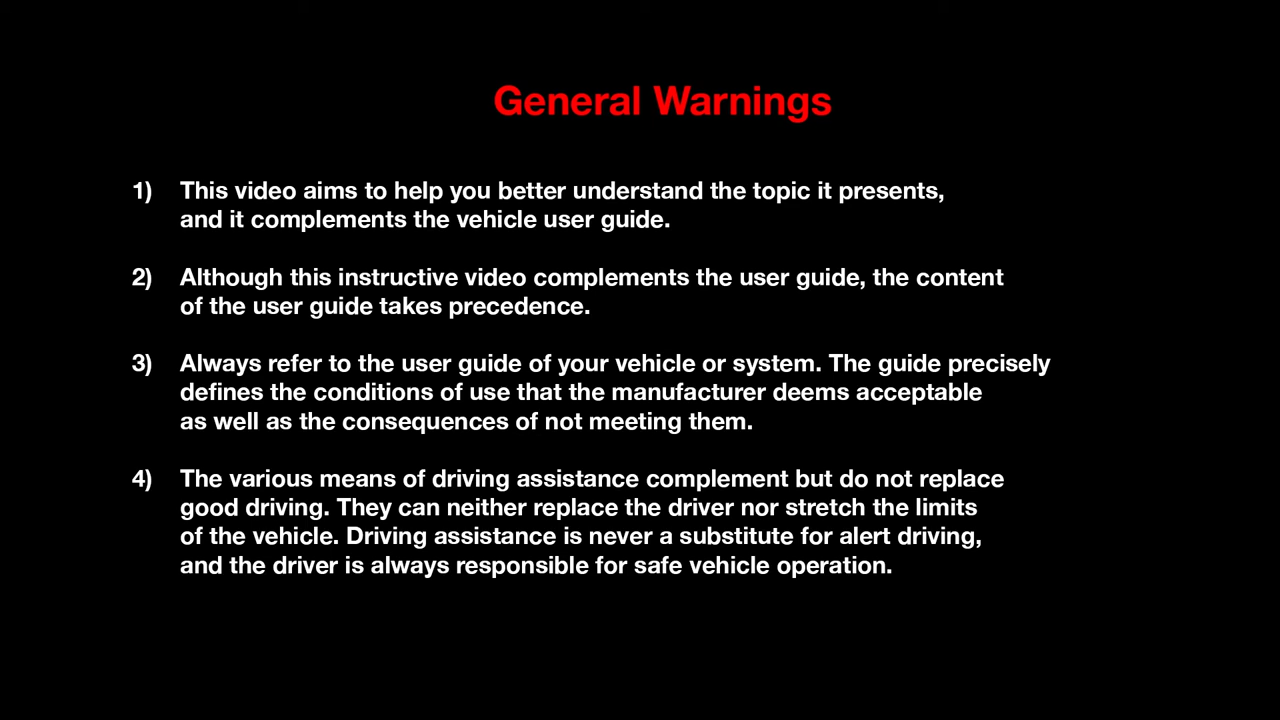 General Warnings
1) This video aims to help you better understand the topic it presents,
and it complements the vehicle user guide.
2) Although this instructive video complements the user guide, the content
of the user guide takes precedence.
3) Always refer to the user guide of your vehicle or system. The guide precisely
defines the conditions of use that the manufacturer deems acceptable
as well as the consequences of not meeting them.
4) The various means of driving assistance complement but do not replace
good driving. They can neither replace the driver nor stretch the limits
of the vehicle. Driving assistance is never a substitute for alert driving,
and the driver is always responsible for safe vehicle operation.